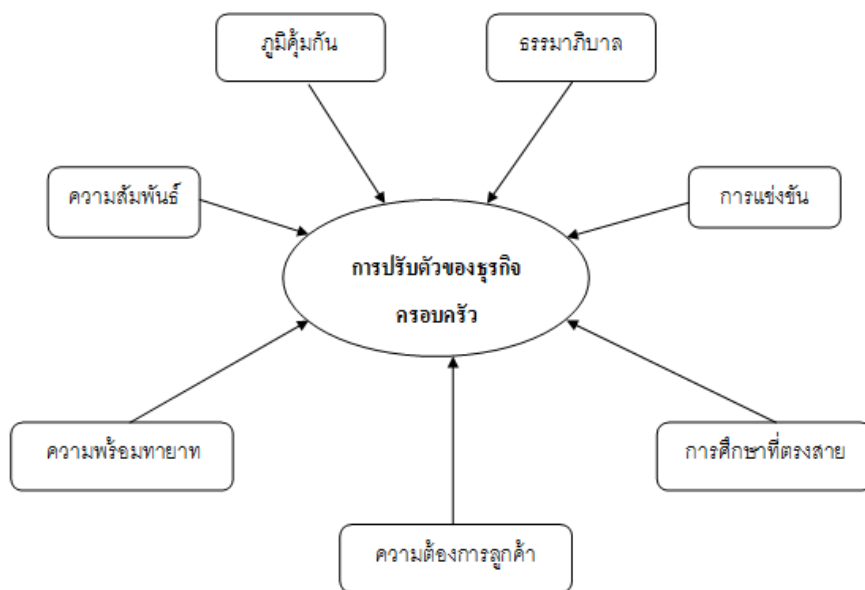 ภูมิคุ้มกัน
ธรรมาภิบาล
ความสัมพันธ์
การแข่งขัน
การปรับตัวของธุรกิจ
ครอบครัว
ความพร้อมทายาท
การศึกษาที่ตรงสาย
ความต้องการลูกค้า